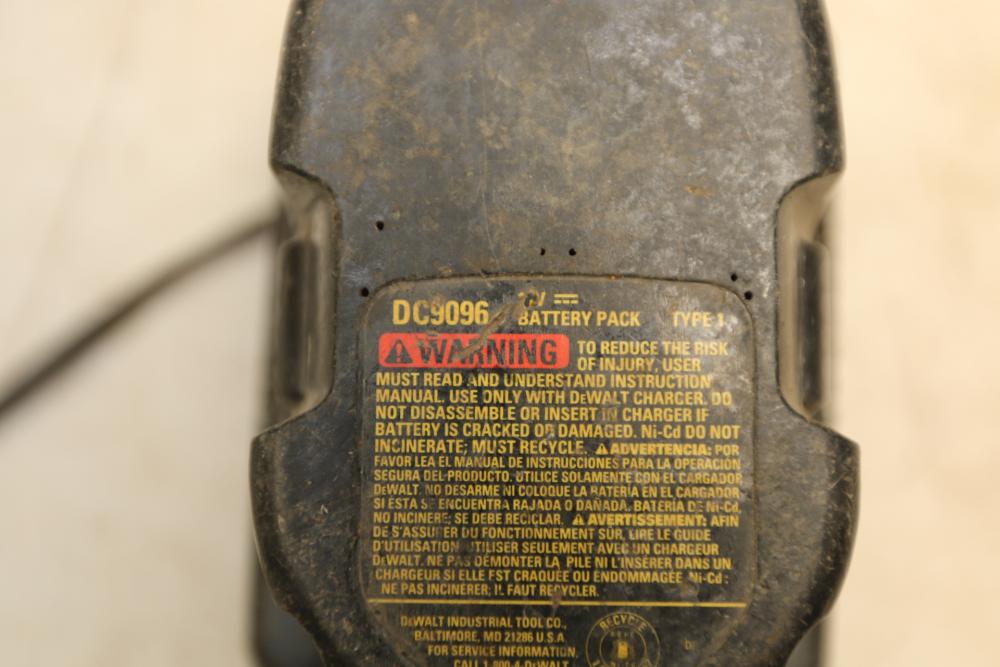 DC9096 V ⎓
BATTERY PACK TYPE 1
⚠WARNING TO REDUCE THE RISK
OF INJURY, USER
MUST READ AND UNDERSTAND INSTRUCTION
MANUAL. USE ONLY WITH DEWALT CHARGER. DO
NOT DISASSEMBLE OR INSERT IN CHARGER IF
BATTERY IS CRACKED OR DAMAGED. Ni-Cd DO NOT
INCINERATE; MUST RECYCLE. ⚠ADVERTENCIA: POR
FAVOR LEA EL MANUAL DE INSTRUCCIONES PARA LA OPERACION
SEGURA DEL PRODUCTO. UTILICE SOLAMENTE CON EL CARGADOR
DEWALT. NO DESARME NI COLOQUE LA BATERIA EN EL CARGADOR
SI ESTA SE ENCUENTRA RAJADA O DAÑADA. BATERIA DE Ni-Cd,
NO INCINERE; SE DEBE RECICLAR. ⚠AVERTISSEMENT: AFIN
DE S'ASSURER DU FONCTIONNEMENT SUR, LIRE LE GUIDE
D'UTILISATION UTILISER SEULEMENT AVEC UN CHARGEUR
DEWALT. NE PAS DÉMONTER LA PILE NI L'INSÉRER DANS UN
CHARGEUR SI ELLE EST CRAQUÉE OU ENDOMMAGÉE Ni-Cd:
NE PAS INCINÉRER; IL FAUT RECYCLER.
DEWALT INDUSTRIAL TOOL CO.,
BALTIMORE, MD 21286 U.S.A.
FOR SERVICE INFORMATION,
CALL 1-800-4-DEWALT
RECYCLE